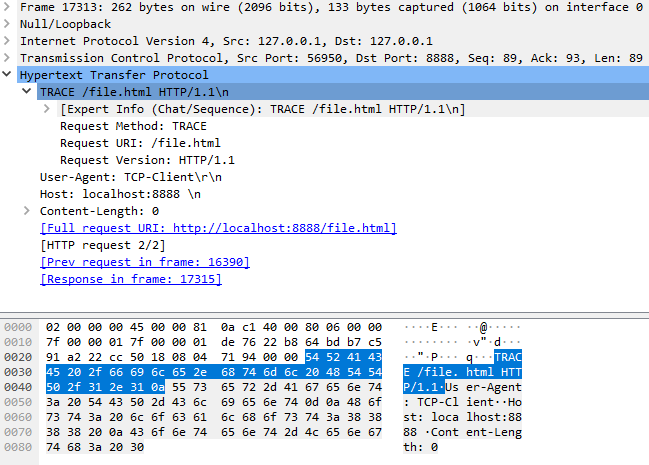 Frame 17313: 262 bytes on wire (2096 bits), 133 bytes captured (1064 bits) on interface 0
Null/Loopback
Internet Protocol Version 4, Src: 127.0.0.1, Dst: 127.0.0.1
Transmission Control Protocol, Src Port: 56950, Dst Port: 8888, Seq: 89, Ack: 93, Len: 89
Hypertext Transfer Protocol
TRACE /file.html HTTP/1.1\n
[Expert Info (Chat/Sequence): TRACE /file.html HTTP/1.1\n]
Request Method: TRACE
Request URI: /file.html
Request Version: HTTP/1.1
User-Agent: TCP-Client\r\n
Host: localhost:8888 \n
Content-Length: 0
[Full request URI: http://localhost:8888/file.html]
[HTTP request 2/2]
[Prev request in frame: 16390]
[Response in frame: 17315]
0000 02 00 00 00 45 00 00 81 0a c1 40 00 80 06 00 00 ····E··· ··@·····
0010 7f 00 00 01 7f 00 00 01 de 76 22 b8 64 bd b7 c5 ········ ·v"·d···
0020 91 a2 22 cc 50 18 08 04 71 94 00 00 54 52 41 43 ··"·P··· q···TRAC
0030 45 20 2f 66 69 6c 65 2e 68 74 6d 6c 20 48 54 54 E /file. html HTT
0040 50 2f 31 2e 31 0a 55 73 65 72 2d 41 67 65 6e 74 P/1.1·Us er-Agent
0050 3a 20 54 43 50 2d 43 6c 69 65 6e 74 0d 0a 48 6f : TCP-Cl ient··Ho
0060 73 74 3a 20 6c 6f 63 61 6c 68 6f 73 74 3a 38 38 st: loca lhost:88
0070 38 38 20 0a 43 6f 6e 74 65 6e 74 2d 4c 65 6e 67 88 ·Cont ent-Leng
0080 74 68 3a 20 30 th: 0